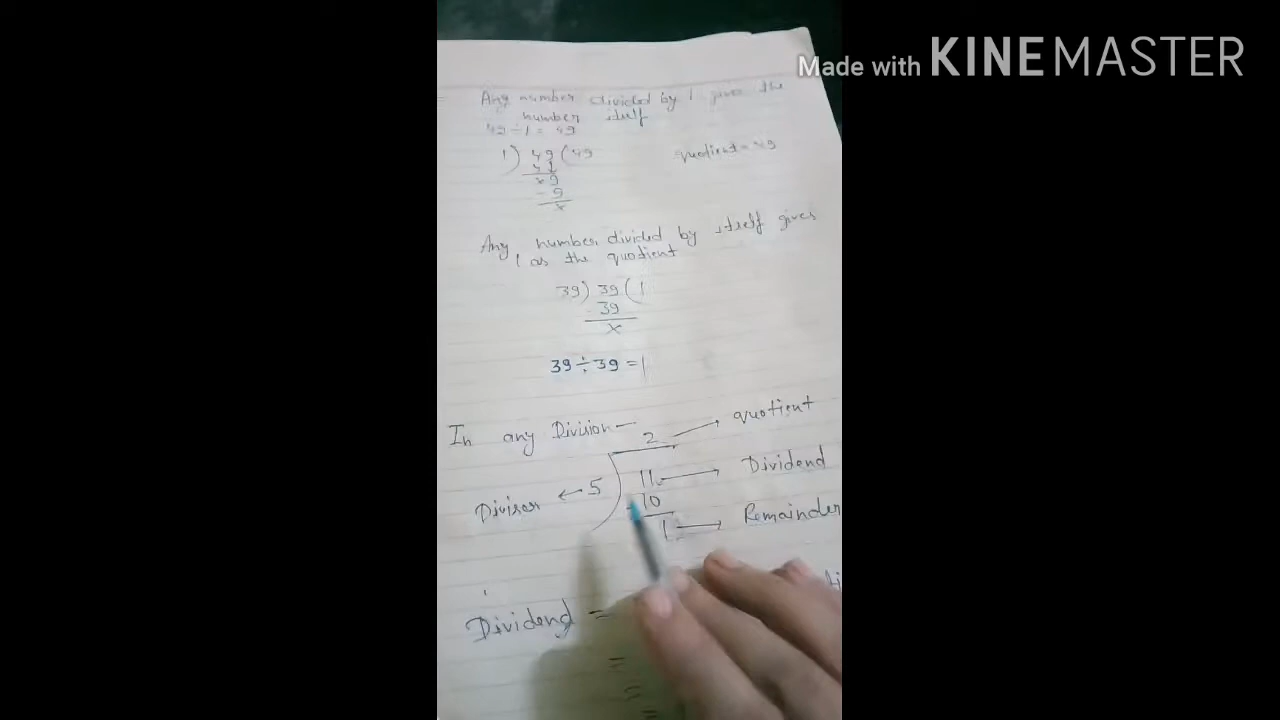 Made with KINEMASTER
Any number divided by 1 gives the
number itself
49 ÷ 1 = 49
1) 49 (49 quotient = 49
x9
- 9
x
Any number divided by itself gives
1 as the quotient
39) 39 (1
39
x
39 ÷ 39 = 1
In any Division —
2 → quotient
Divisor ← 5 11 → Dividend
10
1 → Remainder
Dividend =
=
=
=